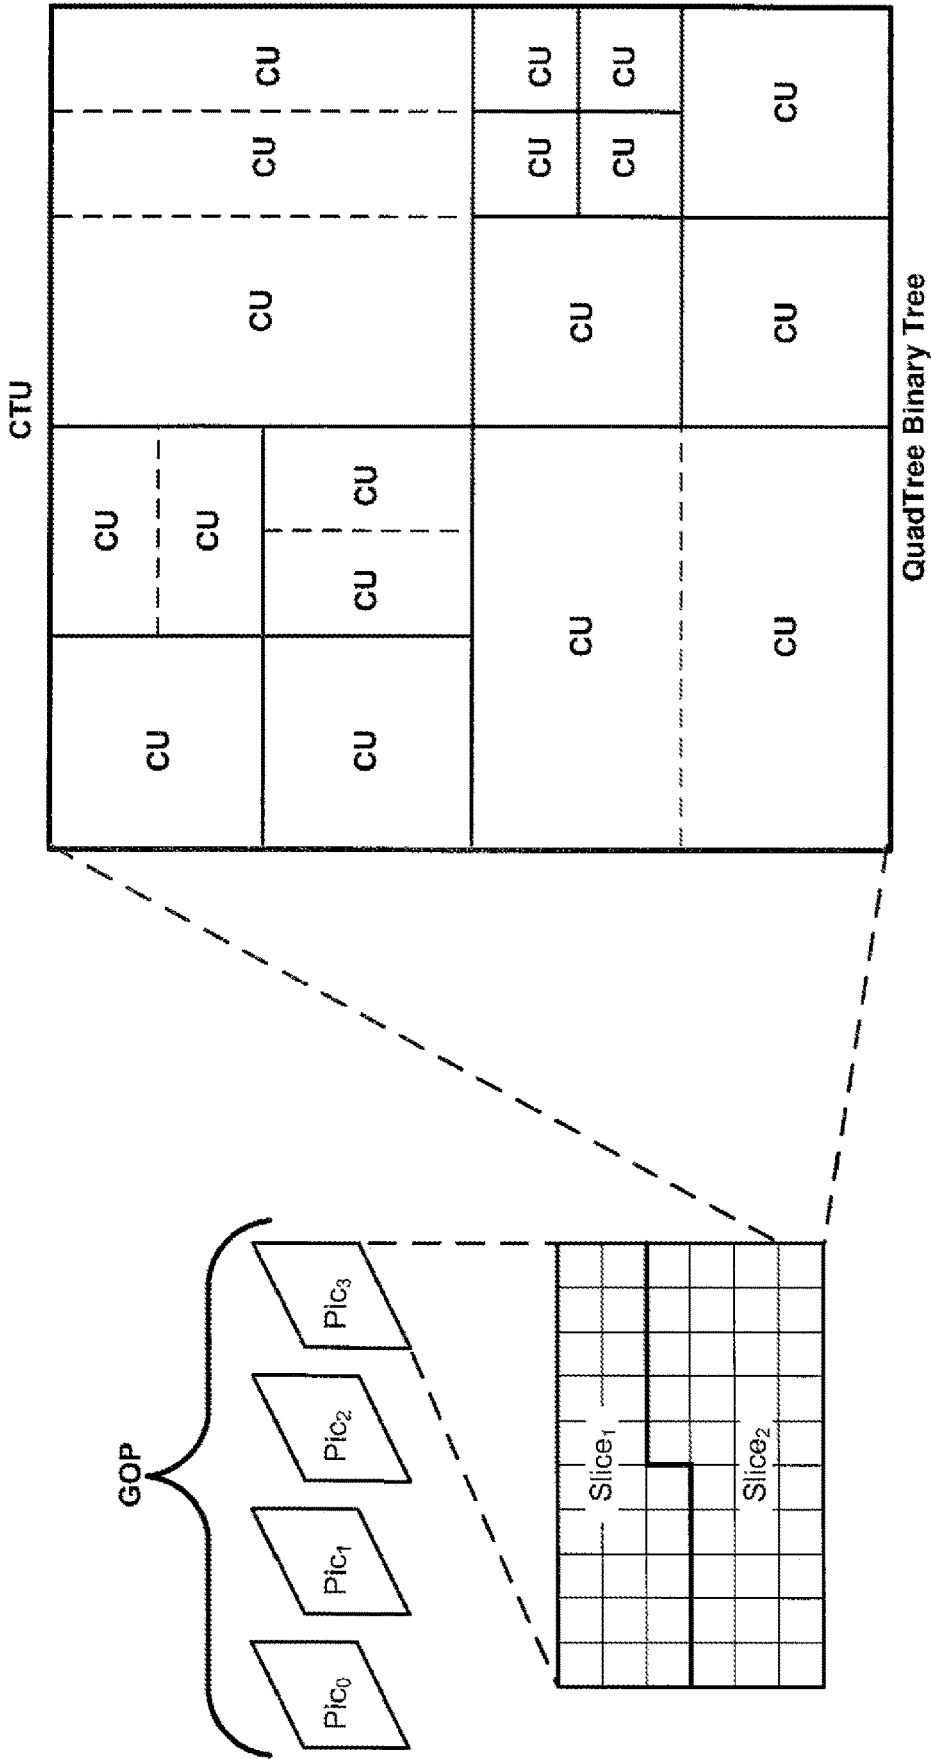 GOP
Pic₀ Pic₁ Pic₂ Pic₃
Slice₁
Slice₂
CTU
CU
CU
CU
CU CU CU
CU CU CU
CU CU
CU CU
CU CU
CU CU CU
QuadTree Binary Tree